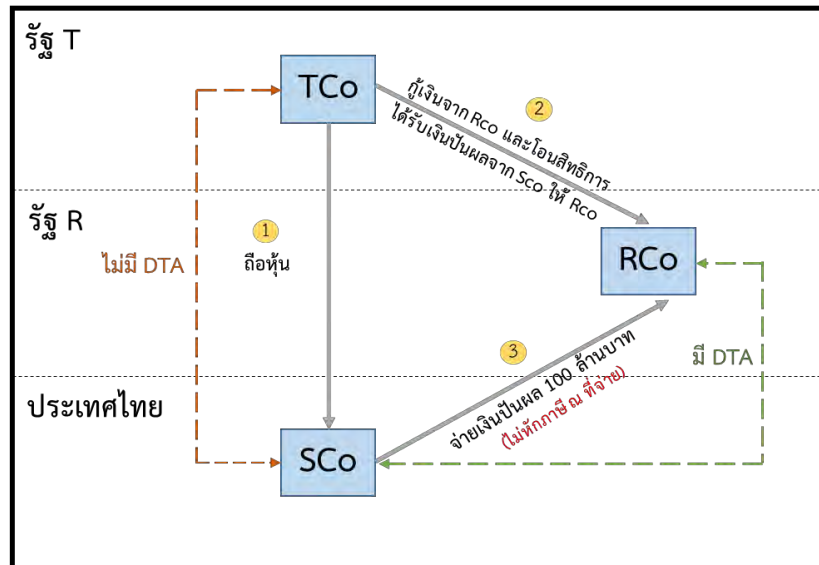 รัฐ T
TCo
2
กู้เงินจาก Rco และโอนสิทธิการ
ได้รับเงินปันผลจาก Sco ให้ Rco
รัฐ R
1
ถือหุ้น
ไม่มี DTA
RCo
3
มี DTA
ประเทศไทย
จ่ายเงินปันผล 100 ล้านบาท
(ไม่หักภาษี ณ ที่จ่าย)
SCo